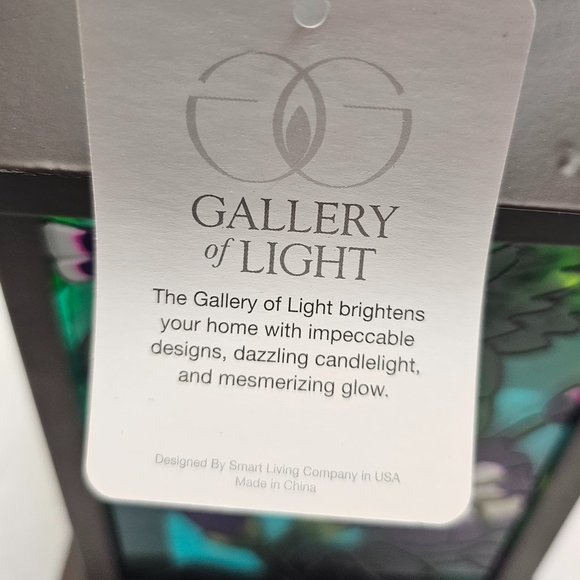 GALLERY
of LIGHT
The Gallery of Light brightens
your home with impeccable
designs, dazzling candlelight,
and mesmerizing glow.
Designed By Smart Living Company in USA
Made in China